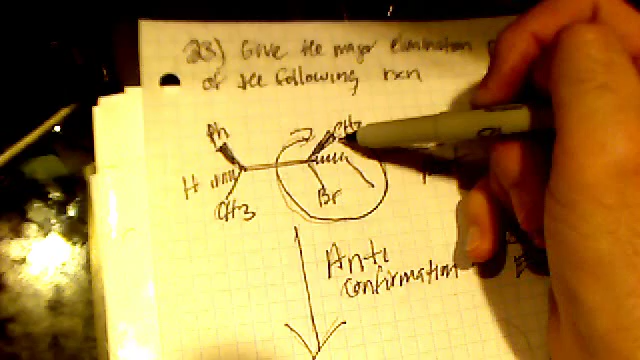 23) Give the major elimination
of the following rxn
Ph
CH3
H
CH3
Br
Anti
confirmation